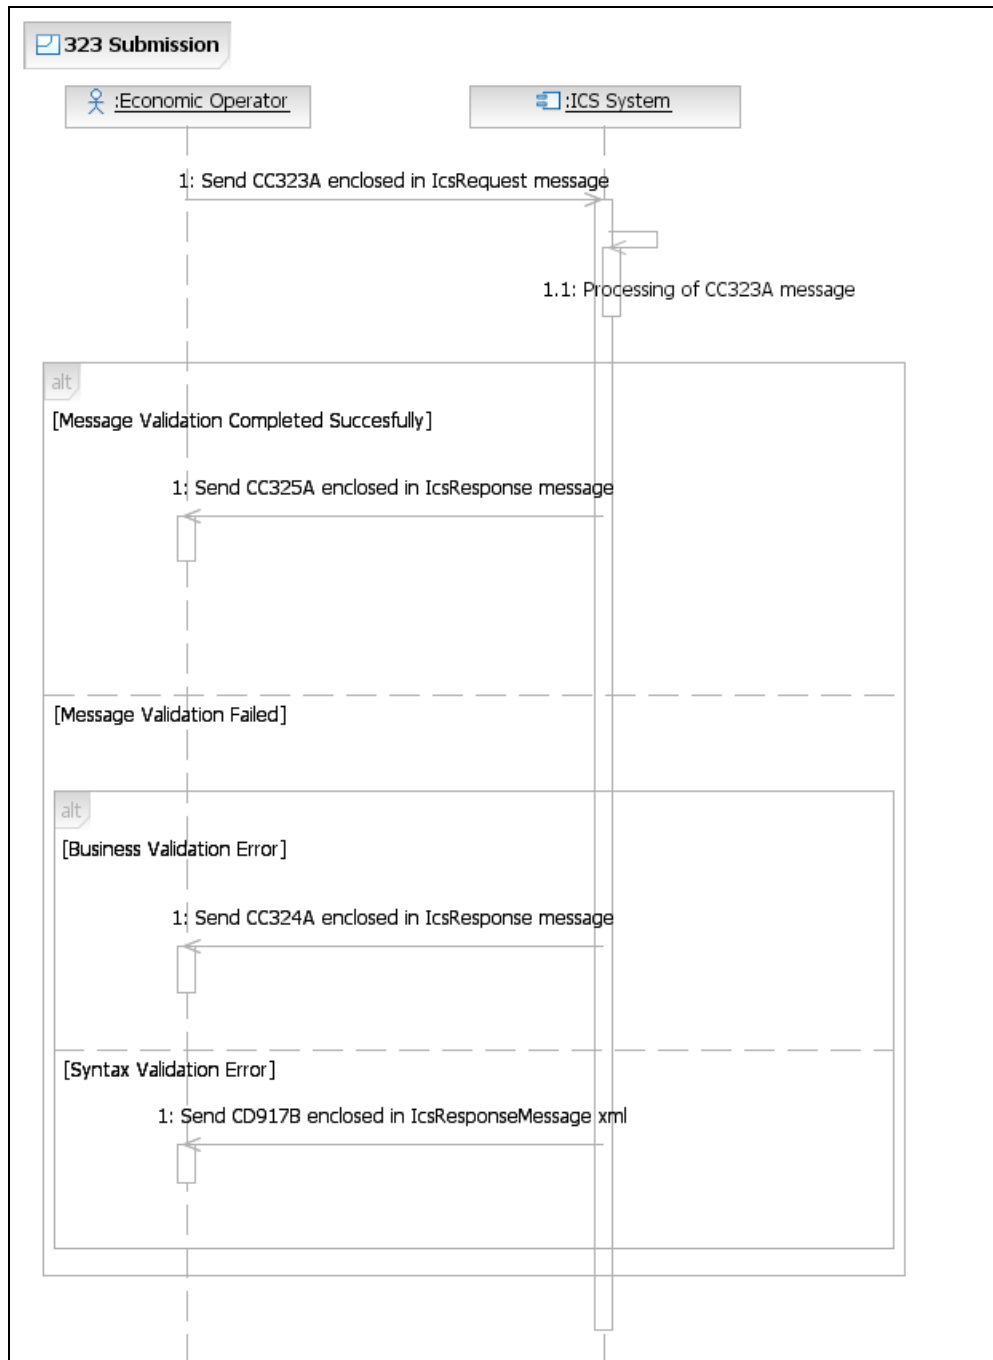 323 Submission
:Economic Operator
:ICS System
1: Send CC323A enclosed in IcsRequest message
1.1: Processing of CC323A message
alt
[Message Validation Completed Succesfully]
1: Send CC325A enclosed in IcsResponse message
[Message Validation Failed]
alt
[Business Validation Error]
1: Send CC324A enclosed in IcsResponse message
[Syntax Validation Error]
1: Send CD917B enclosed in IcsResponseMessage xml